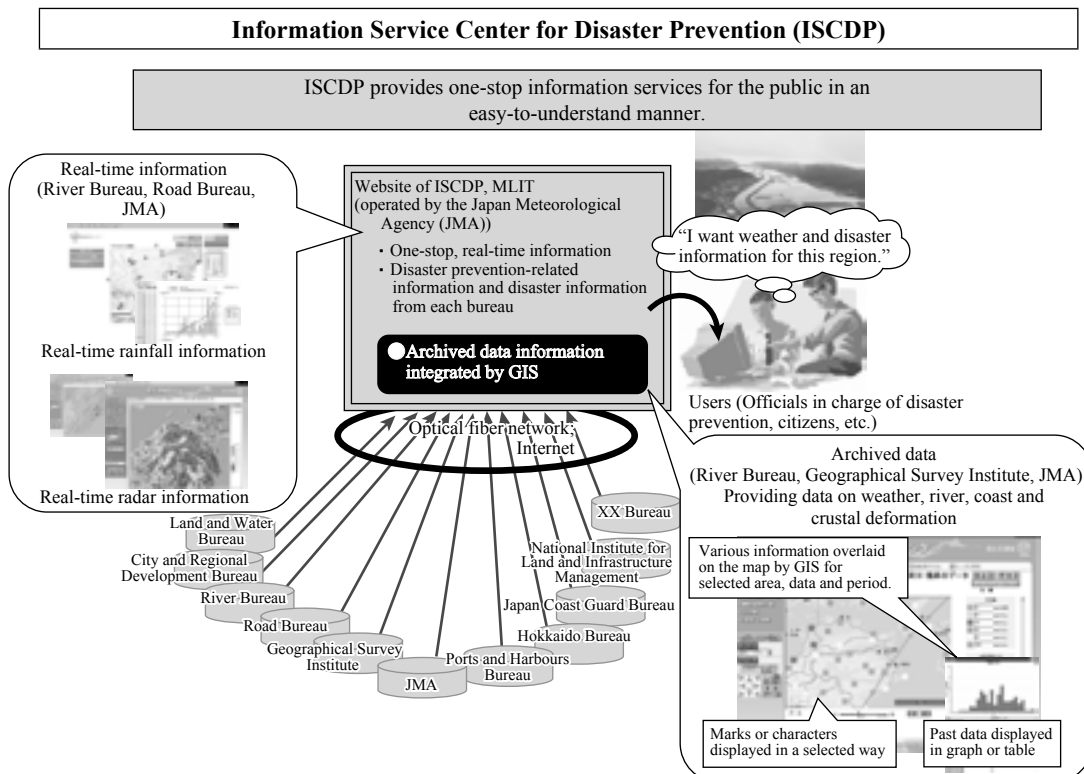 Information Service Center for Disaster Prevention (ISCDP)
ISCDP provides one-stop information services for the public in an
easy-to-understand manner.
Real-time information
(River Bureau, Road Bureau,
JMA)
Real-time rainfall information
Real-time radar information
Website of ISCDP, MLIT
(operated by the Japan Meteorological
Agency (JMA))
・One-stop, real-time information
・Disaster prevention-related
information and disaster information
from each bureau
●Archived data information
integrated by GIS
“I want weather and disaster
information for this region.”
Users (Officials in charge of disaster
prevention, citizens, etc.)
Optical fiber network;
Internet
Land and Water
Bureau
City and Regional
Development Bureau
River Bureau
Road Bureau
Geographical Survey
Institute
JMA
Ports and Harbours
Bureau
Hokkaido Bureau
Japan Coast Guard Bureau
National Institute for
Land and Infrastructure
Management
XX Bureau
Archived data
(River Bureau, Geographical Survey Institute, JMA)
Providing data on weather, river, coast and
crustal deformation
Various information overlaid
on the map by GIS for
selected area, data and period.
Marks or characters
displayed in a selected way
Past data displayed
in graph or table